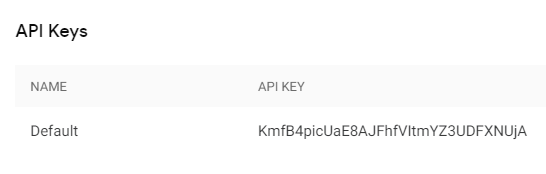 API Keys
NAME API KEY
Default KmfB4picUaE8AJFhfVItmYZ3UDFXNUjA